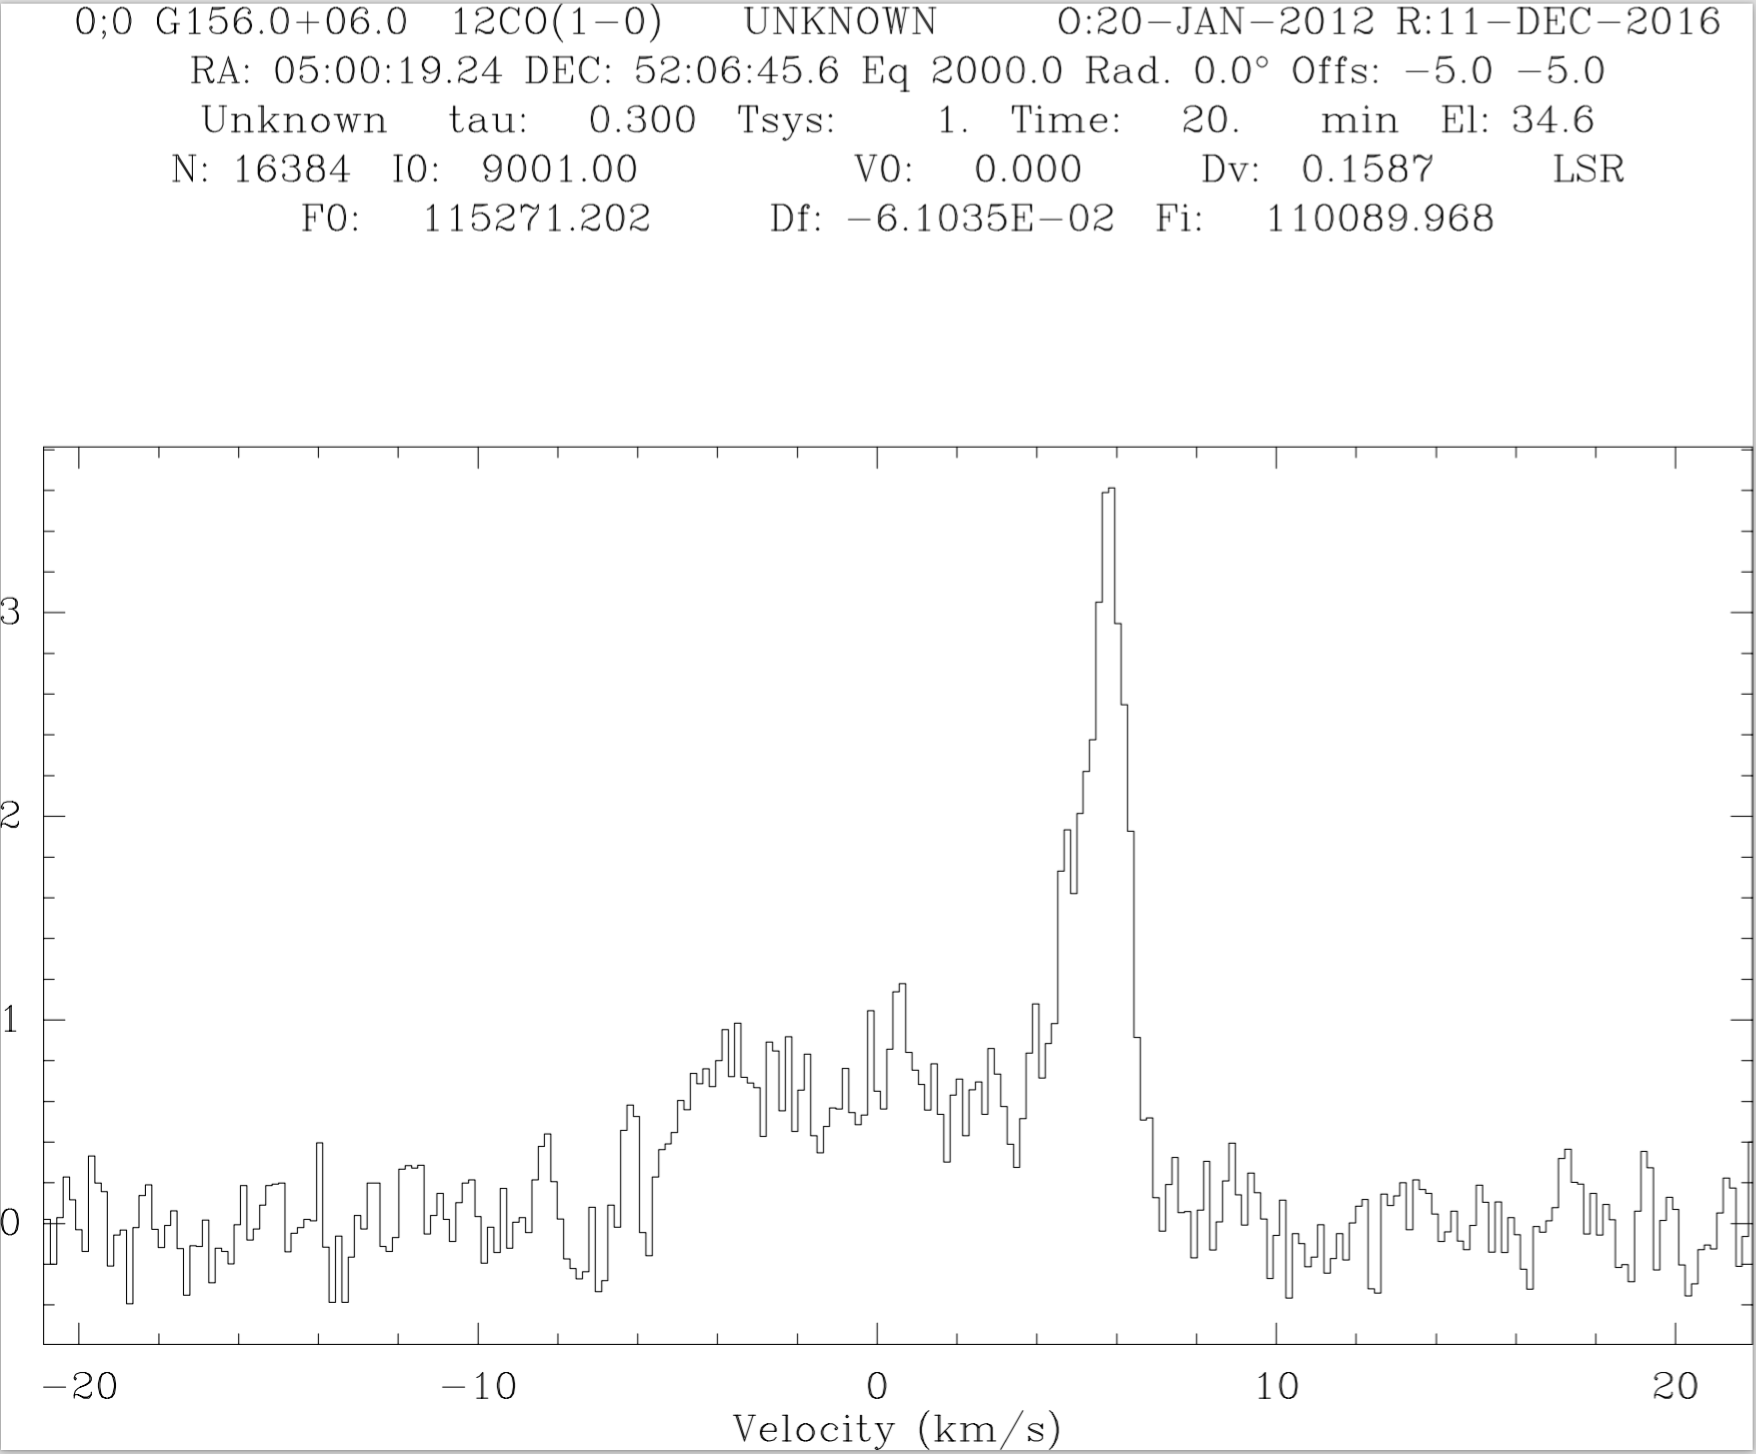 0;0 G156.0+06.0 12CO(1-0) UNKNOWN O:20-JAN-2012 R:11-DEC-2016
RA: 05:00:19.24 DEC: 52:06:45.6 Eq 2000.0 Rad. 0.0° Offs: -5.0 -5.0
Unknown tau: 0.300 Tsys: 1. Time: 20. min El: 34.6
N: 16384 I0: 9001.00 V0: 0.000 Dv: 0.1587 LSR
F0: 115271.202 Df: -6.1035E-02 Fi: 110089.968
3
2
1
0
-20 -10 0 10 20
Velocity (km/s)